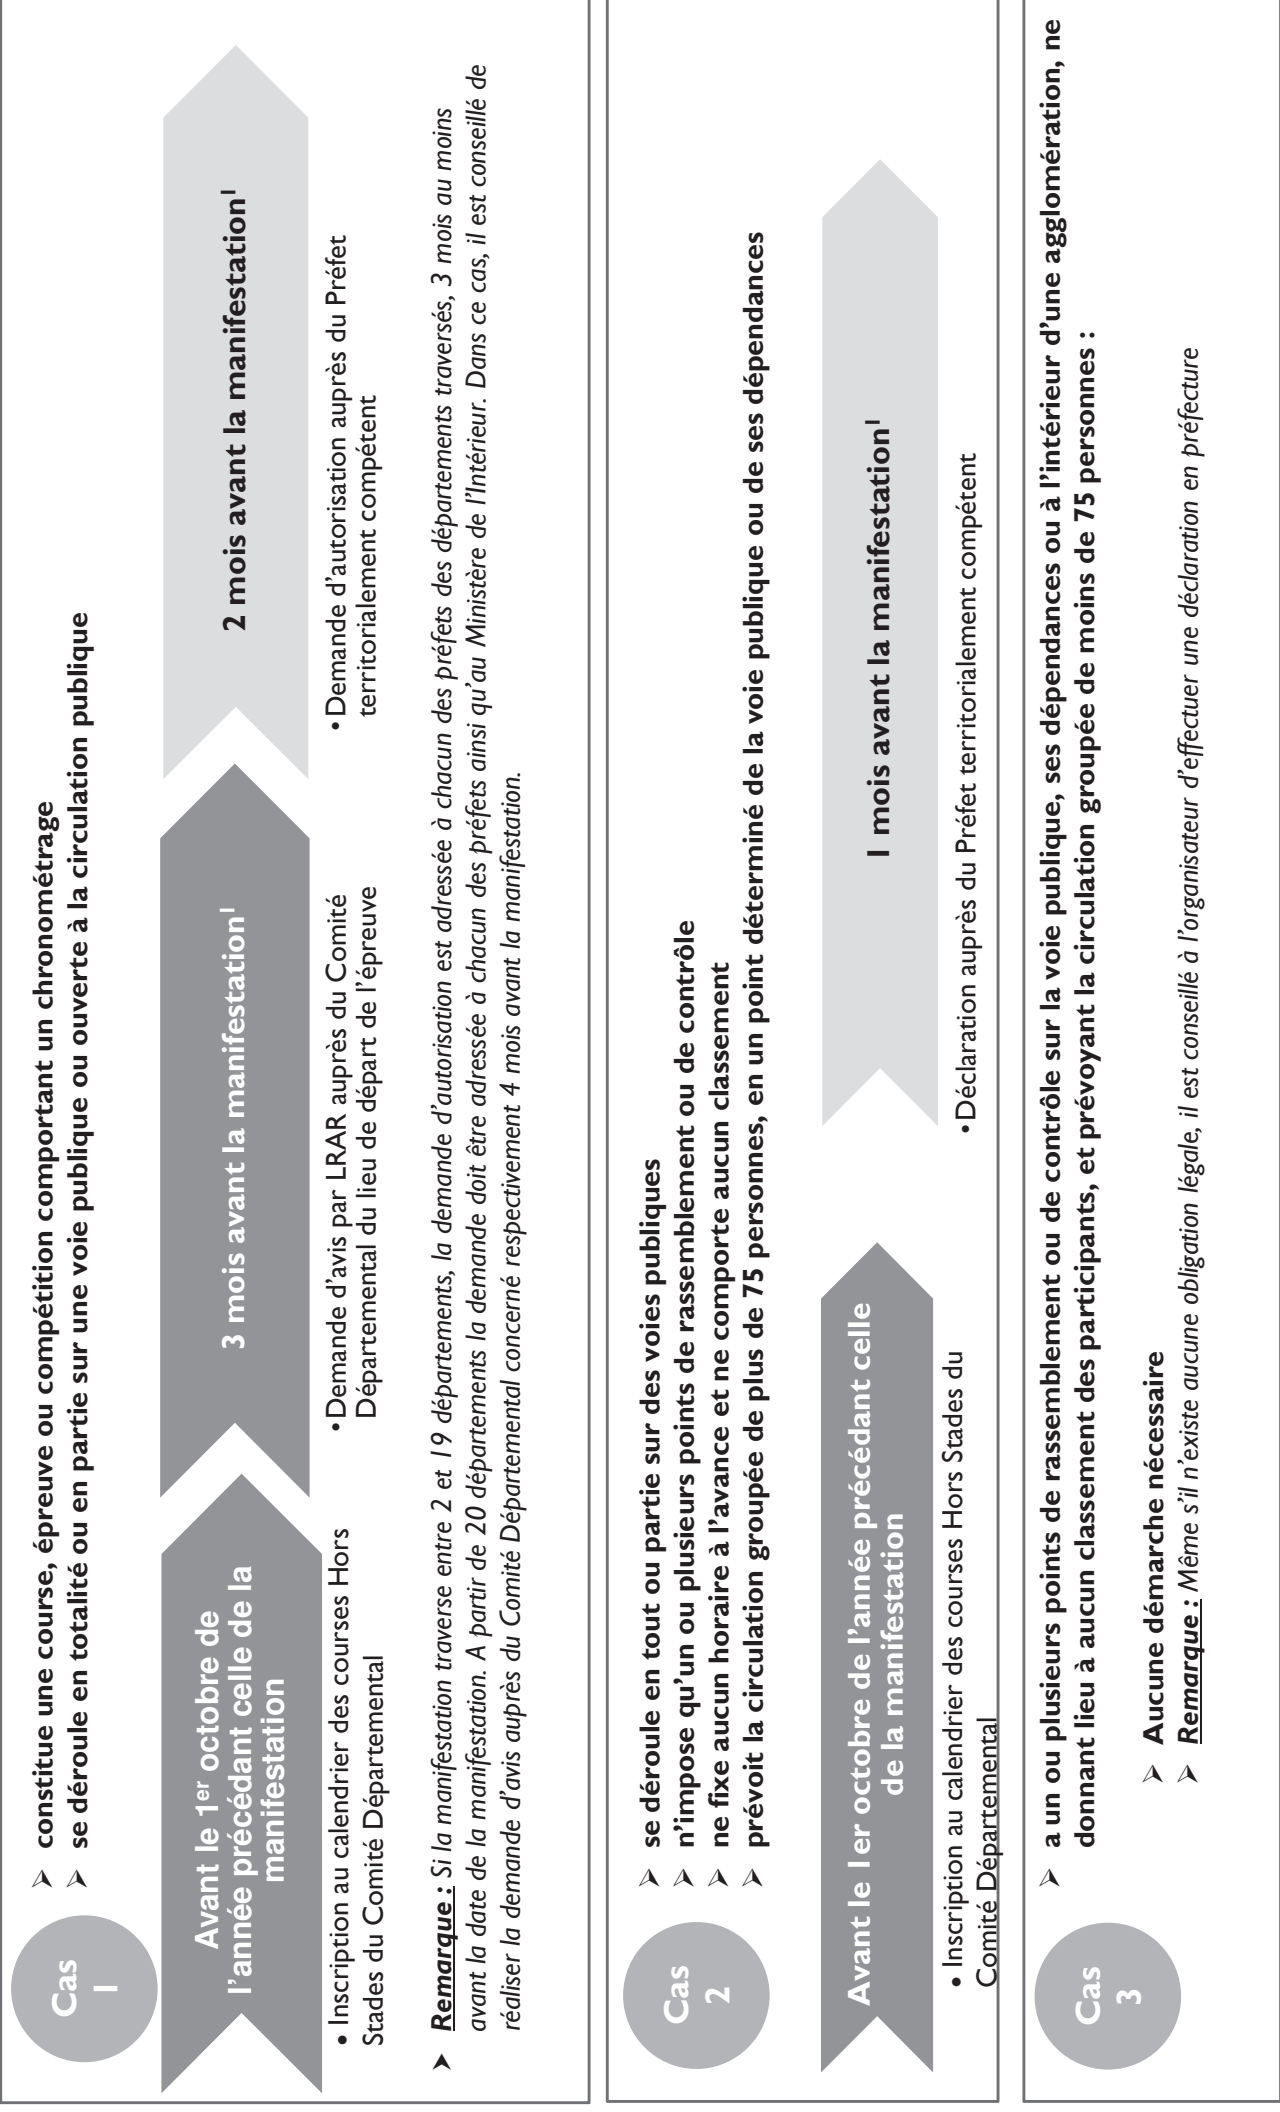 Cas
1
➢ constitue une course, épreuve ou compétition comportant un chronométrage
➢ se déroule en totalité ou en partie sur une voie publique ou ouverte à la circulation publique
Avant le 1er octobre de
l'année précédant celle de la
manifestation
• Inscription au calendrier des courses Hors
Stades du Comité Départemental
3 mois avant la manifestation1
•Demande d'avis par LRAR auprès du Comité
Départemental du lieu de départ de l'épreuve
2 mois avant la manifestation1
•Demande d'autorisation auprès du Préfet
territorialement compétent
➤ Remarque : Si la manifestation traverse entre 2 et 19 départements, la demande d'autorisation est adressée à chacun des préfets des départements traversés, 3 mois au moins
avant la date de la manifestation. A partir de 20 départements la demande doit être adressée à chacun des préfets ainsi qu'au Ministère de l'Intérieur. Dans ce cas, il est conseillé de
réaliser la demande d'avis auprès du Comité Départemental concerné respectivement 4 mois avant la manifestation.
Cas
2
➢ se déroule en tout ou partie sur des voies publiques
➢ n'impose qu'un ou plusieurs points de rassemblement ou de contrôle
➢ ne fixe aucun horaire à l'avance et ne comporte aucun classement
➢ prévoit la circulation groupée de plus de 75 personnes, en un point déterminé de la voie publique ou de ses dépendances
Avant le 1er octobre de l'année précédant celle
de la manifestation
• Inscription au calendrier des courses Hors Stades du
Comité Départemental
1 mois avant la manifestation1
•Déclaration auprès du Préfet territorialement compétent
Cas
3
➢ a un ou plusieurs points de rassemblement ou de contrôle sur la voie publique, ses dépendances ou à l'intérieur d'une agglomération, ne
donnant lieu à aucun classement des participants, et prévoyant la circulation groupée de moins de 75 personnes :
➢ Aucune démarche nécessaire
➢ Remarque : Même s'il n'existe aucune obligation légale, il est conseillé à l'organisateur d'effectuer une déclaration en préfecture